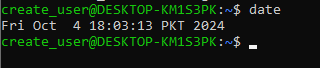 create_user@DESKTOP-KM1S3PK:~$ date
Fri Oct  4 18:03:13 PKT 2024
create_user@DESKTOP-KM1S3PK:~$